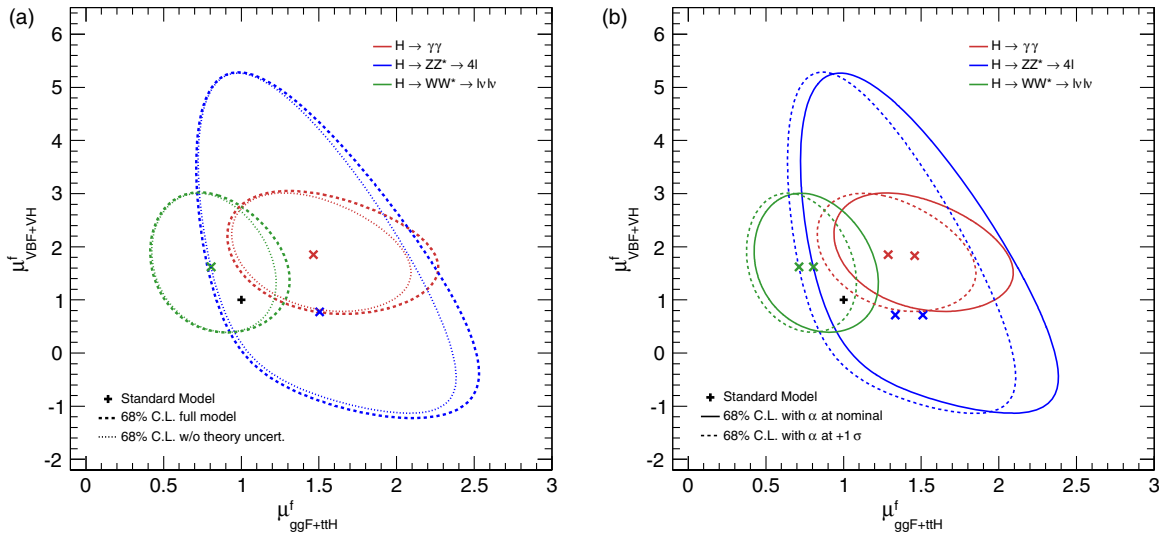 (a)
H → γγ
H → ZZ* → 4l
H → WW* → lνlν
6
5
4
3
2
1
0
-1
-2
μ^f_VBF+VH
Standard Model
68% C.L. full model
68% C.L. w/o theory uncert.
0 0.5 1 1.5 2 2.5 3
μ^f_ggF+ttH
(b)
H → γγ
H → ZZ* → 4l
H → WW* → lνlν
6
5
4
3
2
1
0
-1
-2
μ^f_VBF+VH
Standard Model
68% C.L. with α at nominal
68% C.L. with α at +1 σ
0 0.5 1 1.5 2 2.5 3
μ^f_ggF+ttH